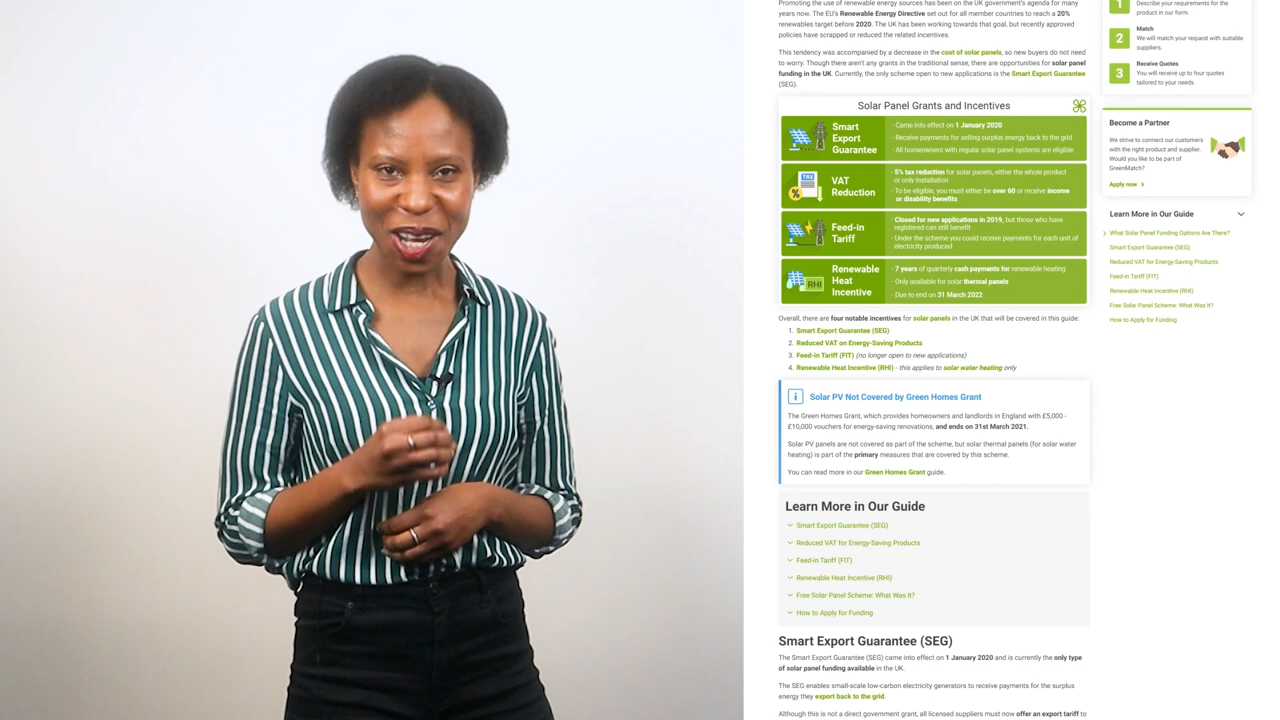 Promoting the use of renewable energy sources has been on the UK government's agenda for many
years now. The EU's Renewable Energy Directive set out for all member countries to reach a 20%
renewables target before 2020. The UK has been working towards that goal, but recently approved
policies have scrapped or reduced the related incentives.
This tendency was accompanied by a decrease in the cost of solar panels, so new buyers do not need
to worry. Though there aren't any grants in the traditional sense, there are opportunities for solar panel
funding in the UK. Currently, the only scheme open to new applications is the Smart Export Guarantee
(SEG).
Solar Panel Grants and Incentives
Smart
Export
Guarantee
- Came into effect on 1 January 2020
- Receive payments for selling surplus energy back to the grid
- All homeowners with regular solar panel systems are eligible
TAX
%
VAT
Reduction
- 5% tax reduction for solar panels, either the whole product
or only installation
- To be eligible, you must either be over 60 or receive income
or disability benefits
Feed-in
Tariff
- Closed for new applications in 2019, but those who have
registered can still benefit
- Under the scheme you could receive payments for each unit of
electricity produced
RHI
Renewable
Heat
Incentive
- 7 years of quarterly cash payments for renewable heating
- Only available for solar thermal panels
- Due to end on 31 March 2022
Overall, there are four notable incentives for solar panels in the UK that will be covered in this guide:
1. Smart Export Guarantee (SEG)
2. Reduced VAT on Energy-Saving Products
3. Feed-in Tariff (FIT) (no longer open to new applications)
4. Renewable Heat Incentive (RHI) - this applies to solar water heating only
i Solar PV Not Covered by Green Homes Grant
The Green Homes Grant, which provides homeowners and landlords in England with £5,000 -
£10,000 vouchers for energy-saving renovations, and ends on 31st March 2021.
Solar PV panels are not covered as part of the scheme, but solar thermal panels (for solar water
heating) is part of the primary measures that are covered by this scheme.
You can read more in our Green Homes Grant guide.
Learn More in Our Guide
Smart Export Guarantee (SEG)
Reduced VAT for Energy-Saving Products
Feed-in Tariff (FIT)
Renewable Heat Incentive (RHI)
Free Solar Panel Scheme: What Was It?
How to Apply for Funding
Smart Export Guarantee (SEG)
The Smart Export Guarantee (SEG) came into effect on 1 January 2020 and is currently the only type
of solar panel funding available in the UK.
The SEG enables small-scale low-carbon electricity generators to receive payments for the surplus
energy they export back to the grid.
Although this is not a direct government grant, all licensed suppliers must now offer an export tariff to
1
Describe your requirements for the
product in our form.
2
Match
We will match your request with suitable
suppliers.
3
Receive Quotes
You will receive up to four quotes
tailored to your needs.
Become a Partner
We strive to connect our customers
with the right product and supplier.
Would you like to be part of
GreenMatch?
Apply now
Learn More in Our Guide
What Solar Panel Funding Options Are There?
Smart Export Guarantee (SEG)
Reduced VAT for Energy-Saving Products
Feed-in Tariff (FIT)
Renewable Heat Incentive (RHI)
Free Solar Panel Scheme: What Was It?
How to Apply for Funding